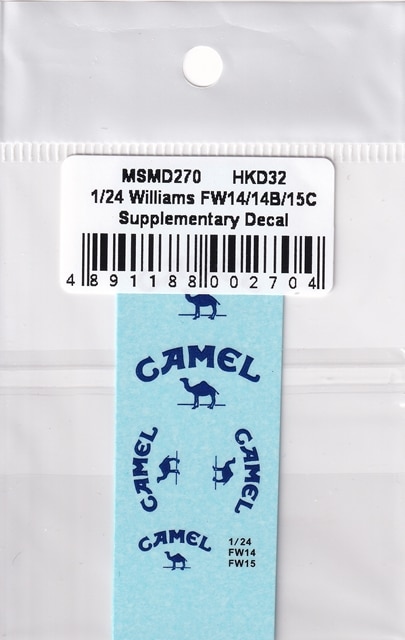 MSMD270 HKD32
1/24 Williams FW14/14B/15C
Supplementary Decal
4 891188 002704
CAMEL
CAMEL
CAMEL
CAMEL
1/24
FW14
FW15